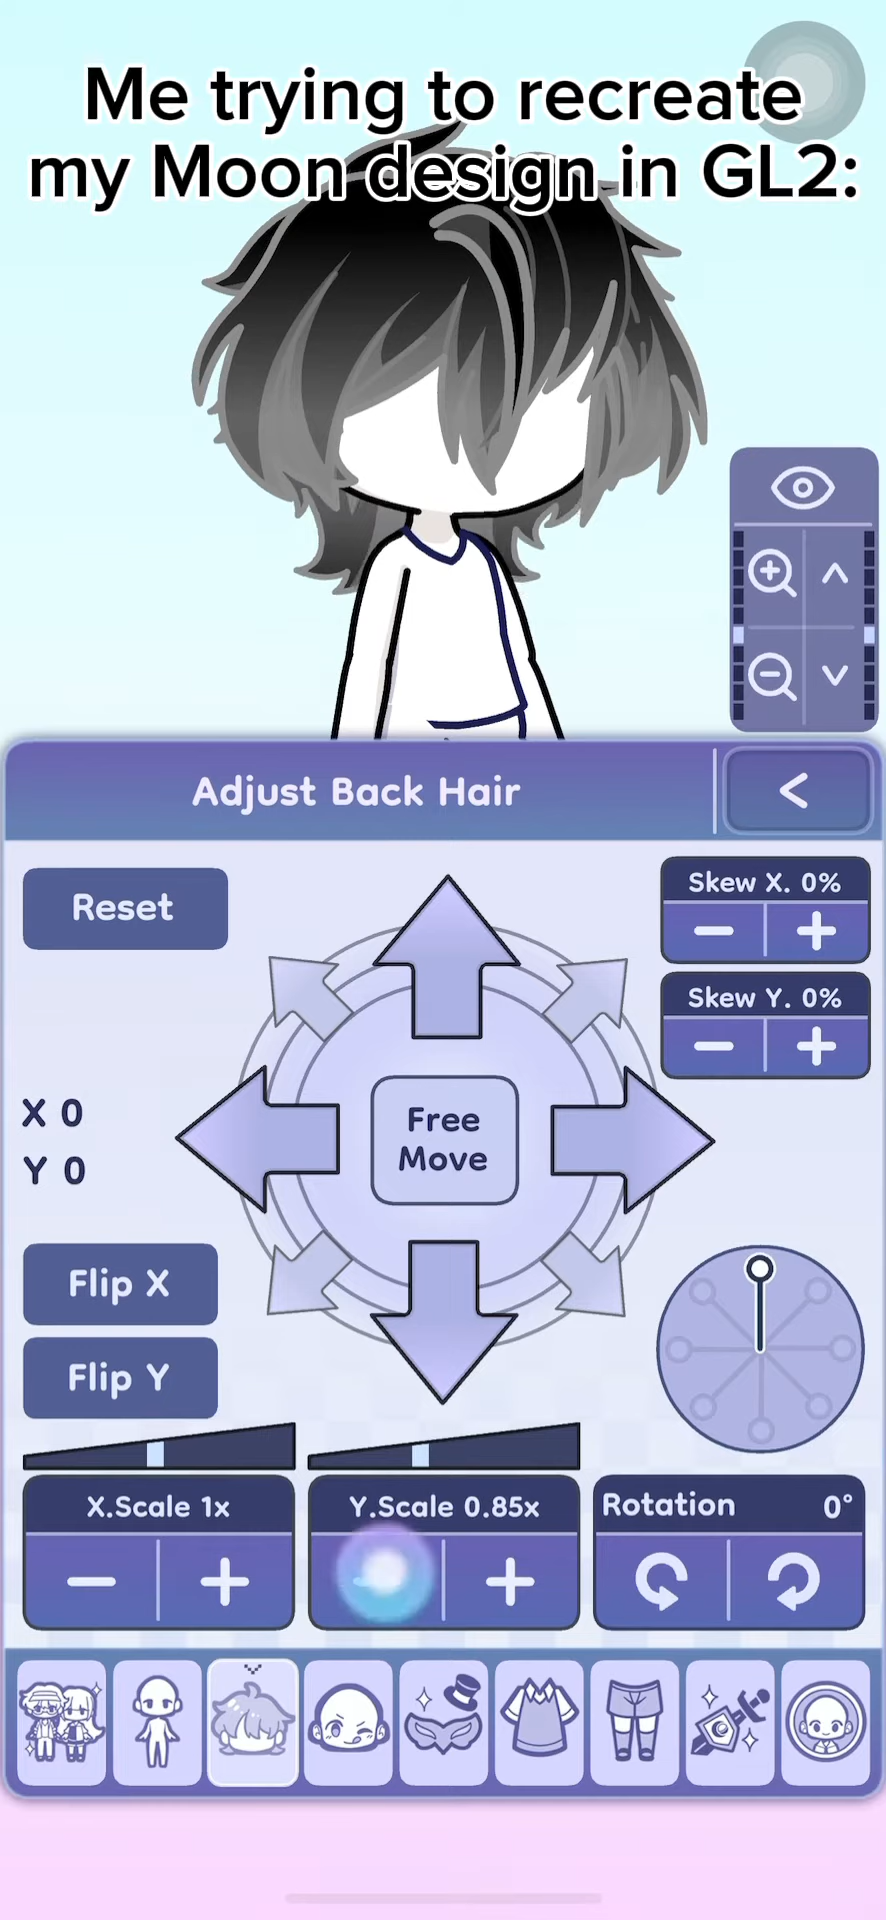 Me trying to recreate
my Moon design in GL2:
Adjust Back Hair
<
Reset
Skew X. 0%
Skew Y. 0%
X 0
Y 0
Free
Move
Flip X
Flip Y
X.Scale 1x
Y.Scale 0.85x
Rotation 0°